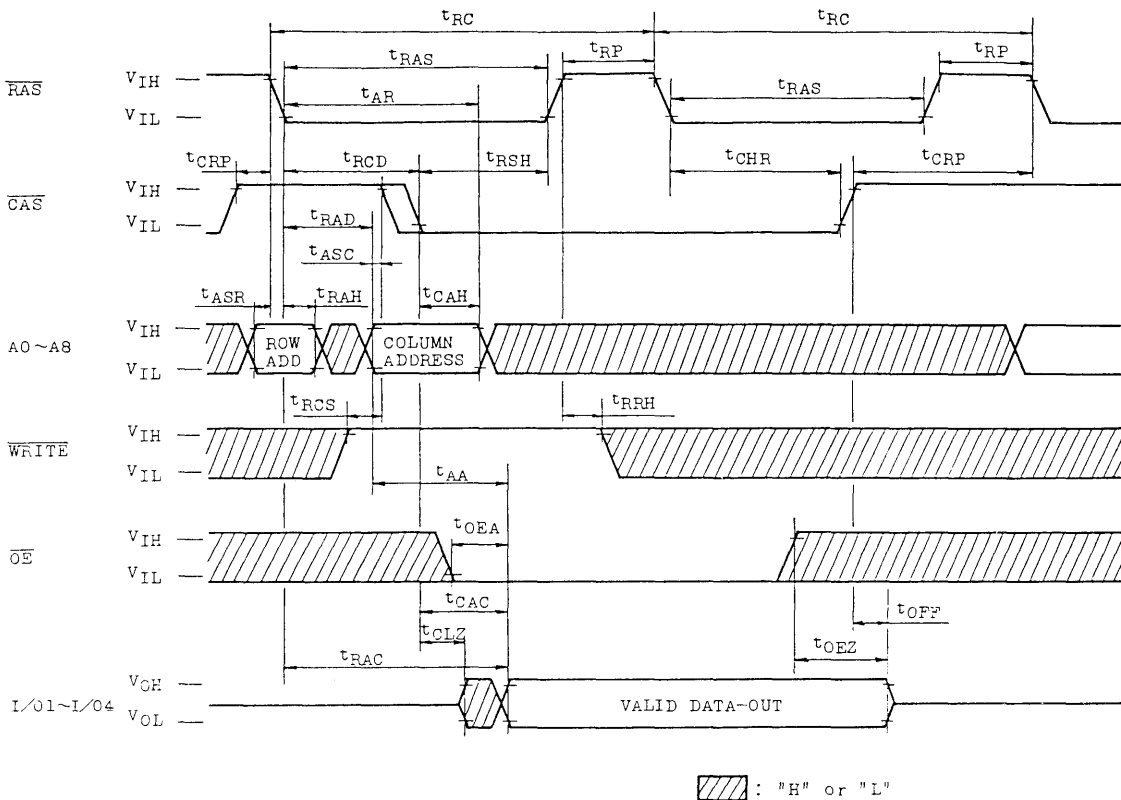 tRC tRC
tRP tRP
tRAS
RAS VIH
tAR tRAS
VIL
tCRP tRCD tRSH tCHR tCRP
CAS VIH
VIL
tRAD
tASC
tASR tRAH tCAH
A0~A8 VIH
ROW ADD COLUMN ADDRESS
VIL
tRCS tRRH
WRITE VIH
VIL
tAA
tOEA
OE VIH
VIL
tCAC
tOFF
tCLZ
tOEZ
tRAC
I/O1~I/O4 VOH
VALID DATA-OUT
VOL
: "H" or "L"